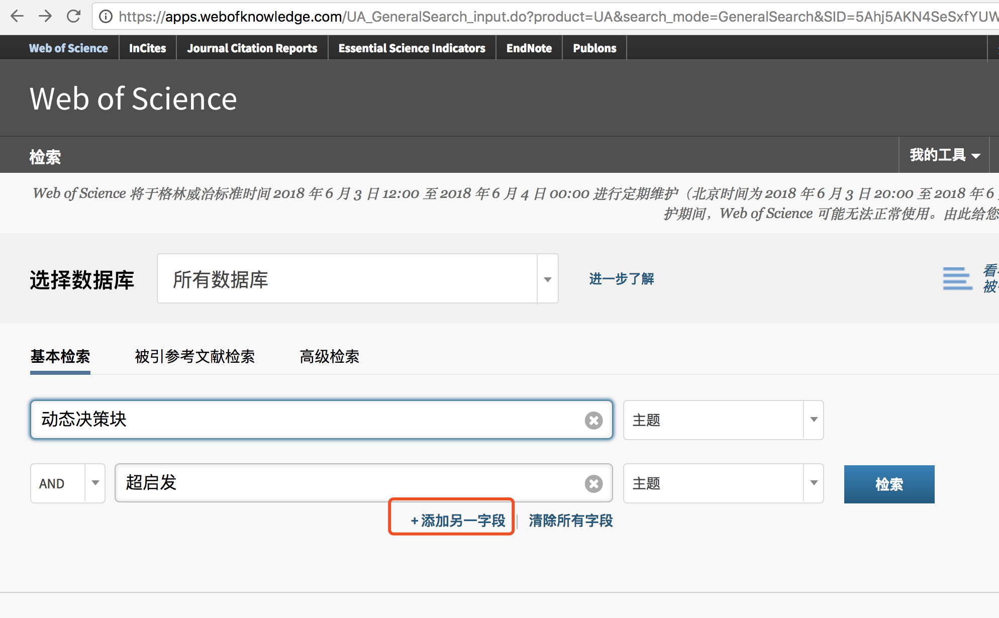 https://apps.webofknowledge.com/UA_GeneralSearch_input.do?product=UA&search_mode=GeneralSearch&SID=5Ahj5AKN4SeSxfYUW
Web of Science InCites Journal Citation Reports Essential Science Indicators EndNote Publons
Web of Science
检索 我的工具
Web of Science 将于格林威治标准时间 2018 年 6 月 3 日 12:00 至 2018 年 6 月 4 日 00:00 进行定期维护（北京时间为 2018 年 6 月 3 日 20:00 至 2018 年 6
护期间，Web of Science 可能无法正常使用。由此给您
选择数据库 所有数据库 进一步了解 看
被
基本检索 被引参考文献检索 高级检索
动态决策块 主题
AND 超启发 主题 检索
+ 添加另一字段 | 清除所有字段